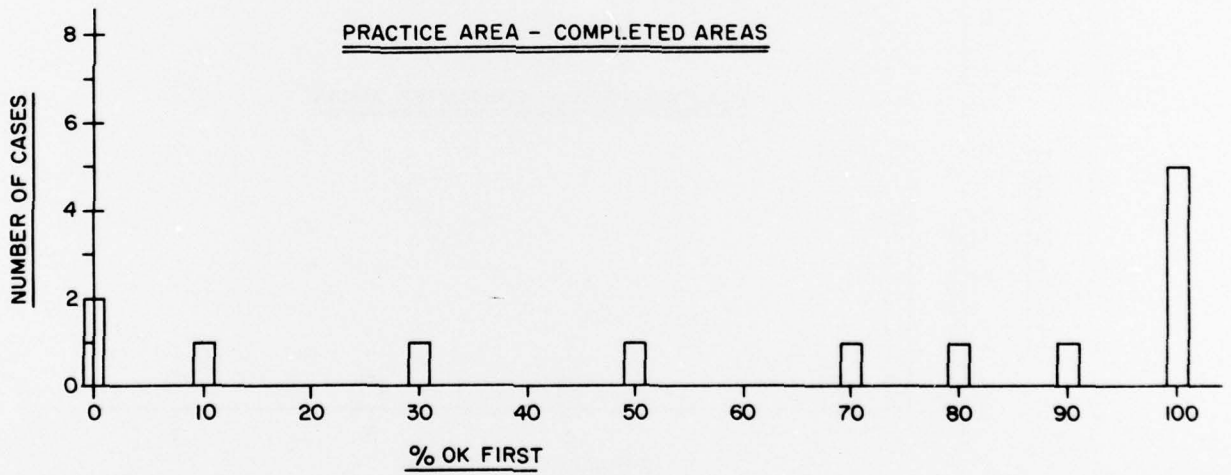 PRACTICE AREA - COMPLETED AREAS
NUMBER OF CASES
8
6
4
2
0
0 10 20 30 40 50 60 70 80 90 100
% OK FIRST